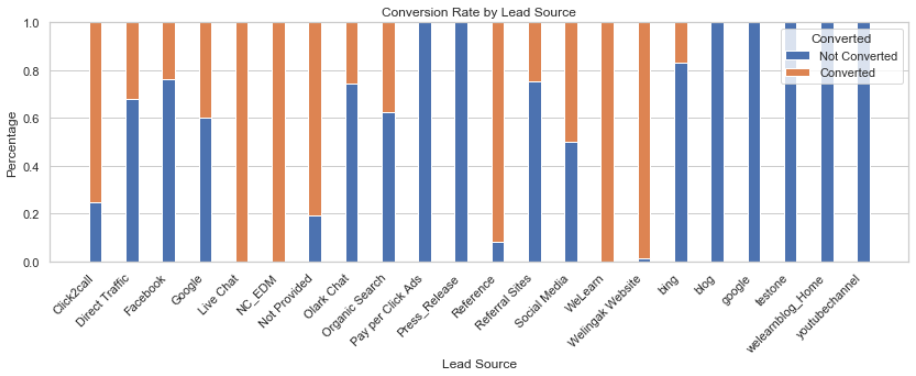 Conversion Rate by Lead Source
Percentage
1.0
0.8
0.6
0.4
0.2
0.0
Converted
Not Converted
Converted
Click2call
Direct Traffic
Facebook
Google
Live Chat
NC_EDM
Not Provided
Olark Chat
Organic Search
Pay per Click Ads
Press_Release
Reference
Referral Sites
Social Media
WeLearn
Welingak Website
bing
blog
google
testone
welearnblog_Home
youtubechannel
Lead Source